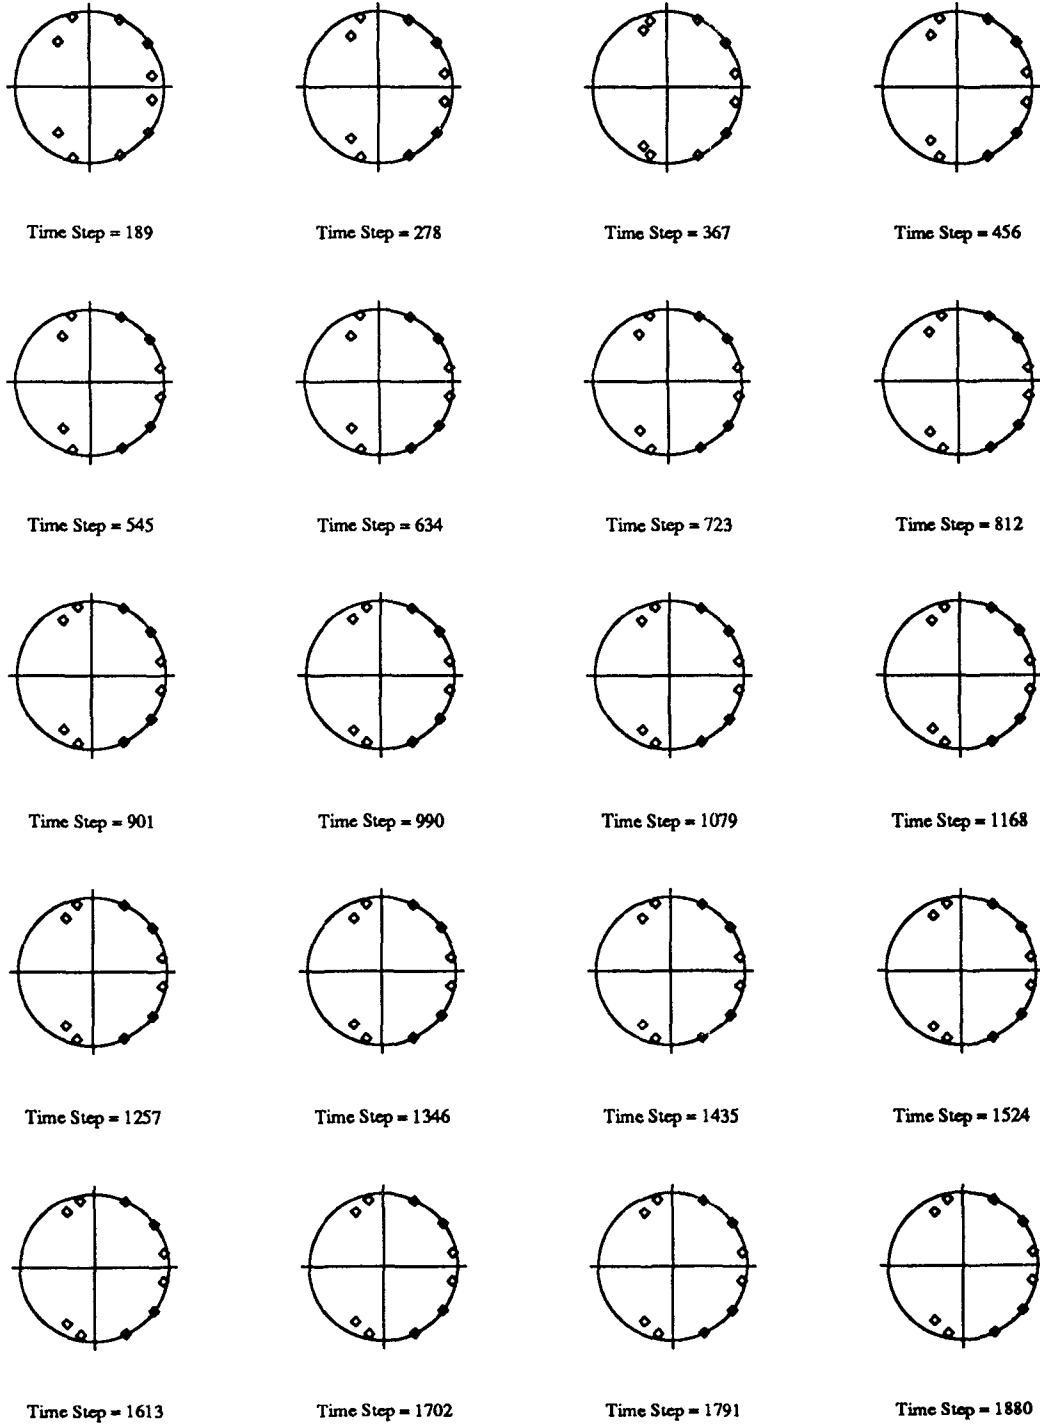 Time Step = 189
Time Step = 278
Time Step = 367
Time Step = 456
Time Step = 545
Time Step = 634
Time Step = 723
Time Step = 812
Time Step = 901
Time Step = 990
Time Step = 1079
Time Step = 1168
Time Step = 1257
Time Step = 1346
Time Step = 1435
Time Step = 1524
Time Step = 1613
Time Step = 1702
Time Step = 1791
Time Step = 1880